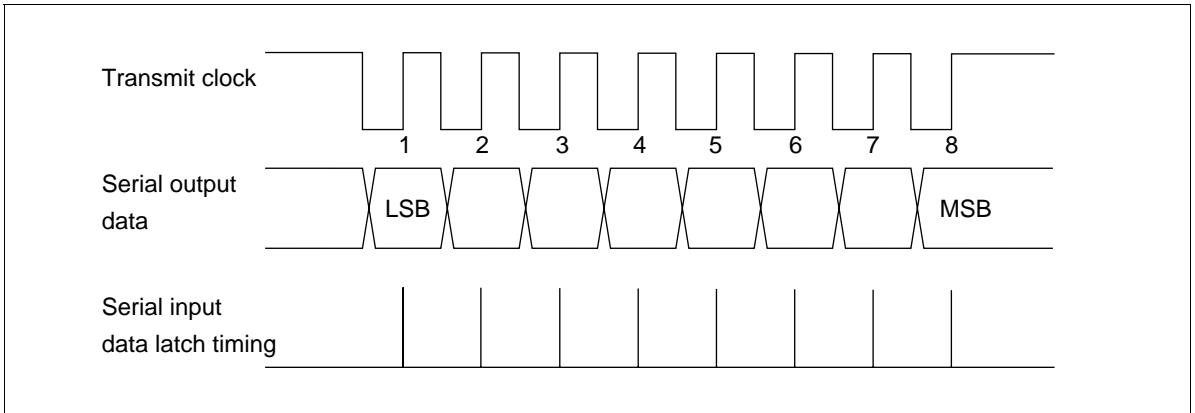 Transmit clock
1 2 3 4 5 6 7 8
Serial output
data
LSB MSB
Serial input
data latch timing